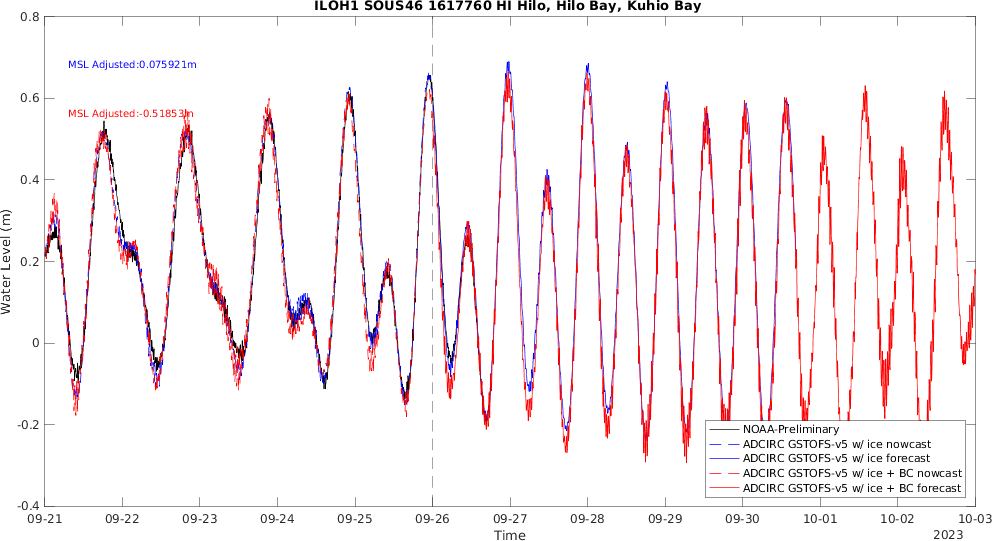 ILOH1 SOUS46 1617760 HI Hilo, Hilo Bay, Kuhio Bay
0.8
0.6
0.4
0.2
0
-0.2
-0.4
Water Level (m)
MSL Adjusted:0.075921m
MSL Adjusted:-0.51853m
NOAA-Preliminary
ADCIRC GSTOFS-v5 w/ ice nowcast
ADCIRC GSTOFS-v5 w/ ice forecast
ADCIRC GSTOFS-v5 w/ ice + BC nowcast
ADCIRC GSTOFS-v5 w/ ice + BC forecast
09-21 09-22 09-23 09-24 09-25 09-26 09-27 09-28 09-29 09-30 10-01 10-02 10-03
Time
2023